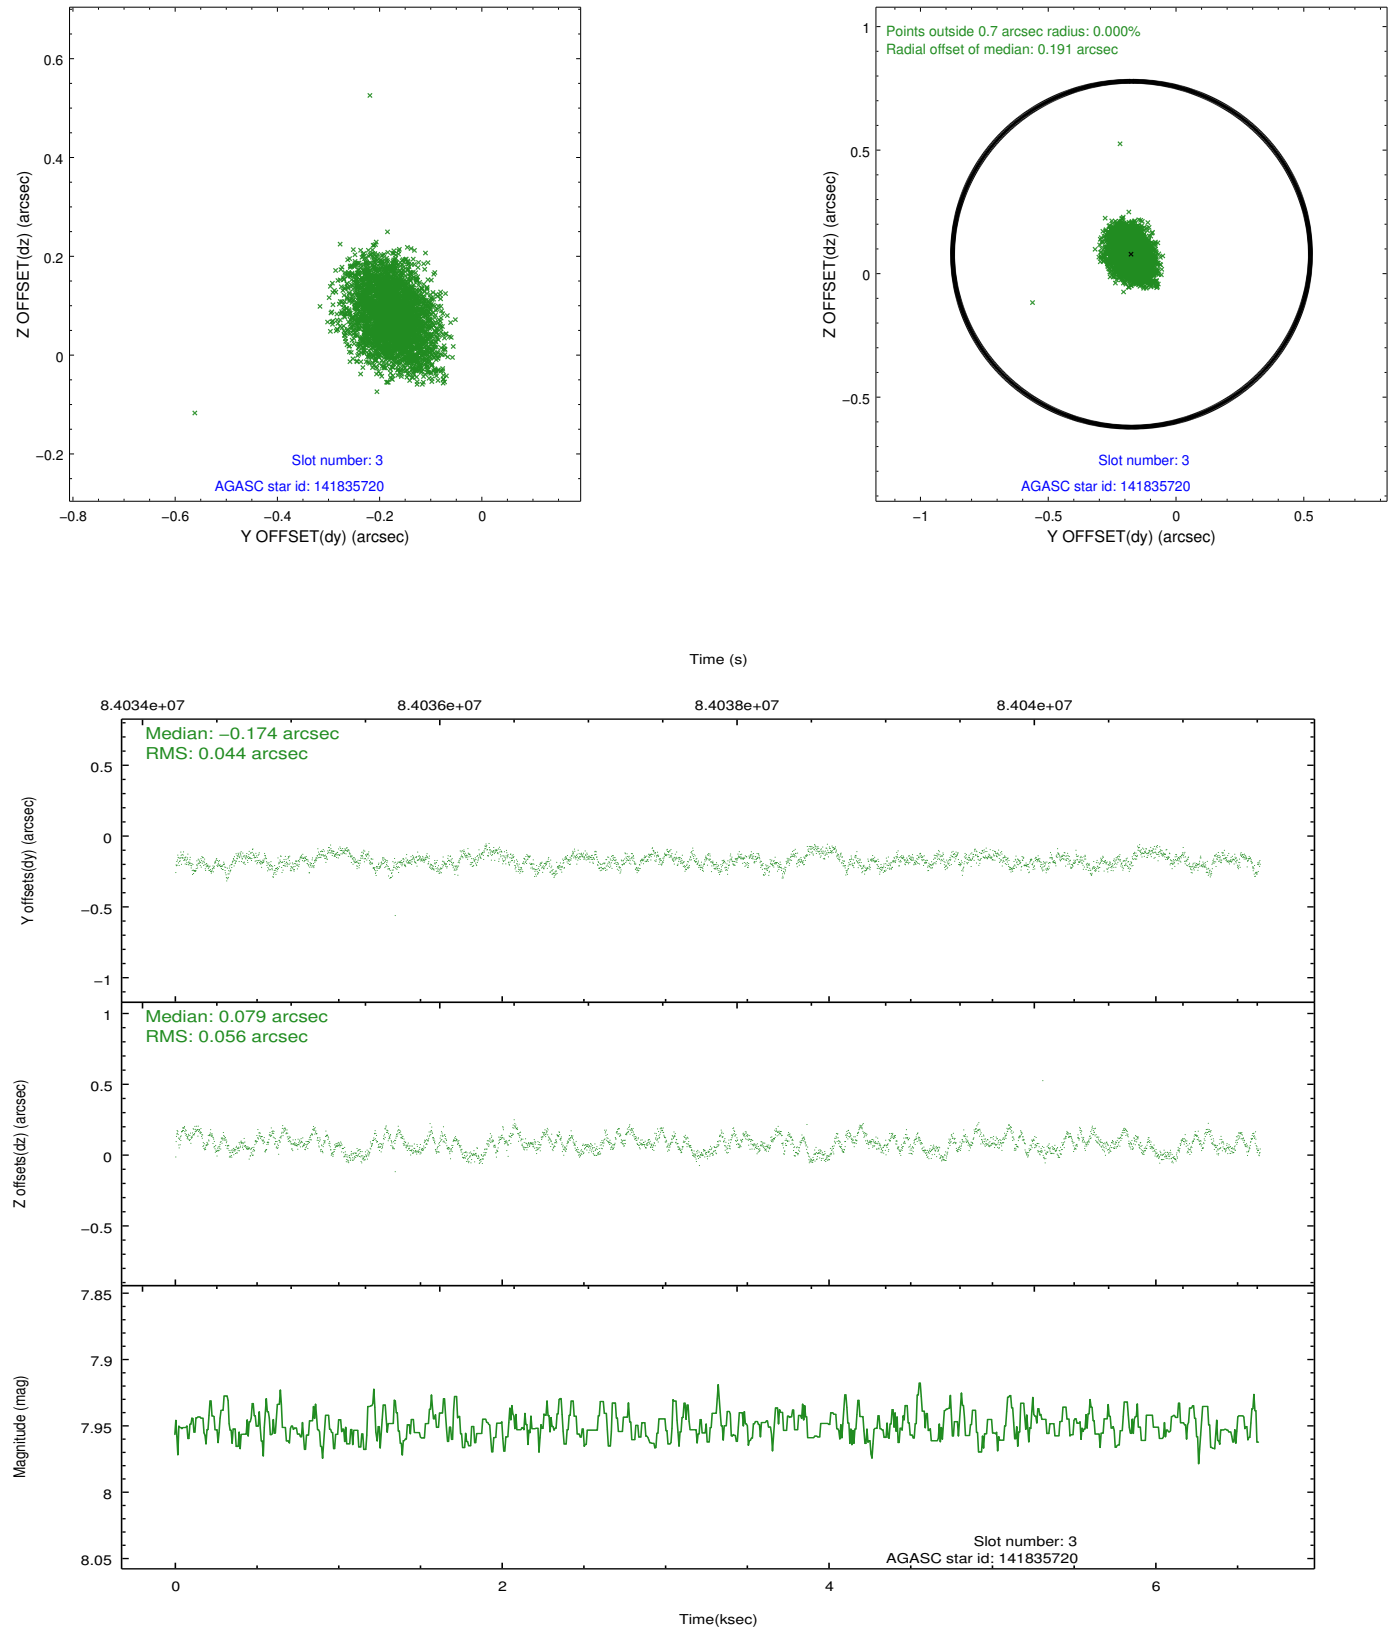 0.6
0.4
0.2
0
−0.2
Z OFFSET(dz) (arcsec)
Slot number: 3
AGASC star id: 141835720
−0.8 −0.6 −0.4 −0.2 0
Y OFFSET(dy) (arcsec)
Points outside 0.7 arcsec radius: 0.000%
Radial offset of median: 0.191 arcsec
1
0.5
0
−0.5
Z OFFSET(dz) (arcsec)
Slot number: 3
AGASC star id: 141835720
−1 −0.5 0 0.5
Y OFFSET(dy) (arcsec)
Time (s)
8.4034e+07 8.4036e+07 8.4038e+07 8.404e+07
Median: −0.174 arcsec
RMS: 0.044 arcsec
0.5
0
−0.5
−1
Y offsets(dy) (arcsec)
Median: 0.079 arcsec
RMS: 0.056 arcsec
1
0.5
0
−0.5
Z offsets(dz) (arcsec)
7.85
7.9
7.95
8
8.05
Magnitude (mag)
Slot number: 3
AGASC star id: 141835720
0 2 4 6
Time(ksec)